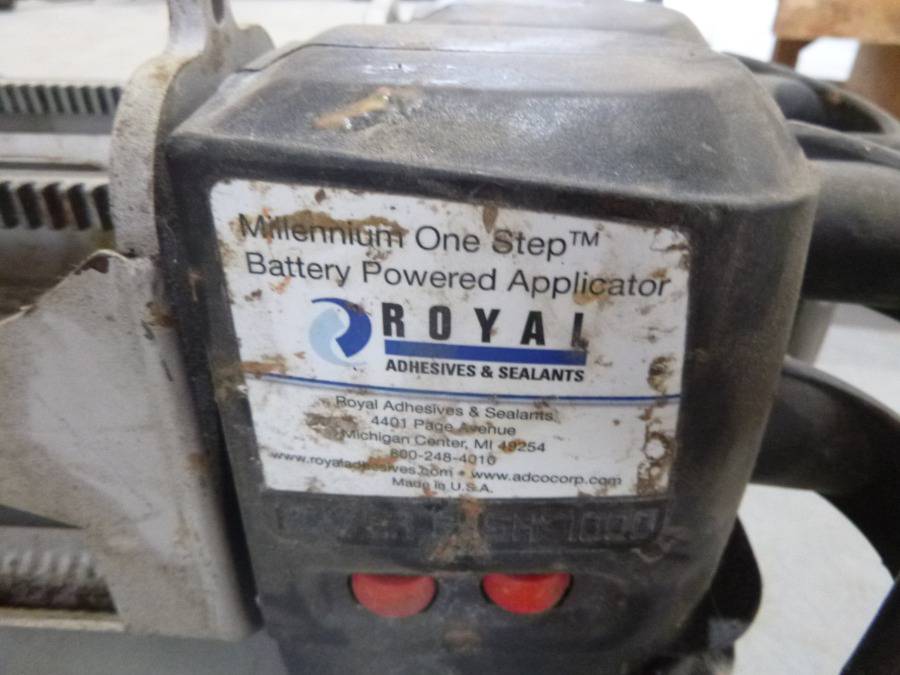 Millennium One Step™
Battery Powered Applicator
ROYAL
ADHESIVES & SEALANTS
Royal Adhesives & Sealants
4401 Page Avenue
Michigan Center, MI 49254
800-248-4010
www.royaladhesives.com • www.adcocorp.com
Made in U.S.A.
1000